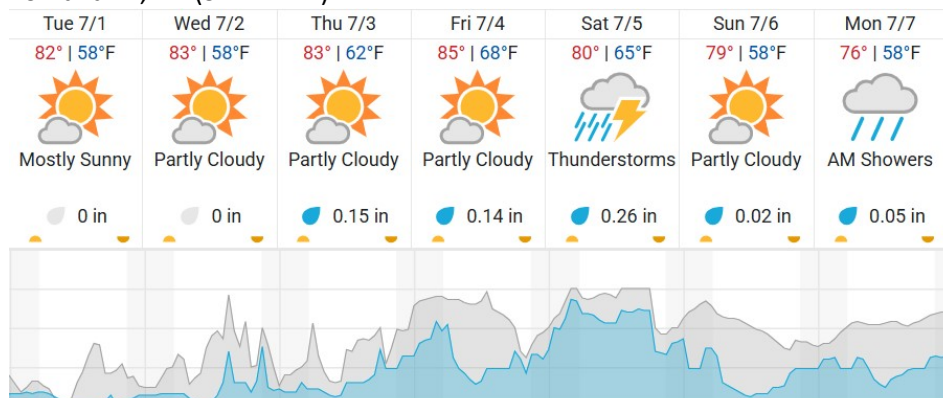 Tue 7/1 Wed 7/2 Thu 7/3 Fri 7/4 Sat 7/5 Sun 7/6 Mon 7/7
82° | 58°F 83° | 58°F 83° | 62°F 85° | 68°F 80° | 65°F 79° | 58°F 76° | 58°F
Mostly Sunny Partly Cloudy Partly Cloudy Partly Cloudy Thunderstorms Partly Cloudy AM Showers
0 in 0 in 0.15 in 0.14 in 0.26 in 0.02 in 0.05 in